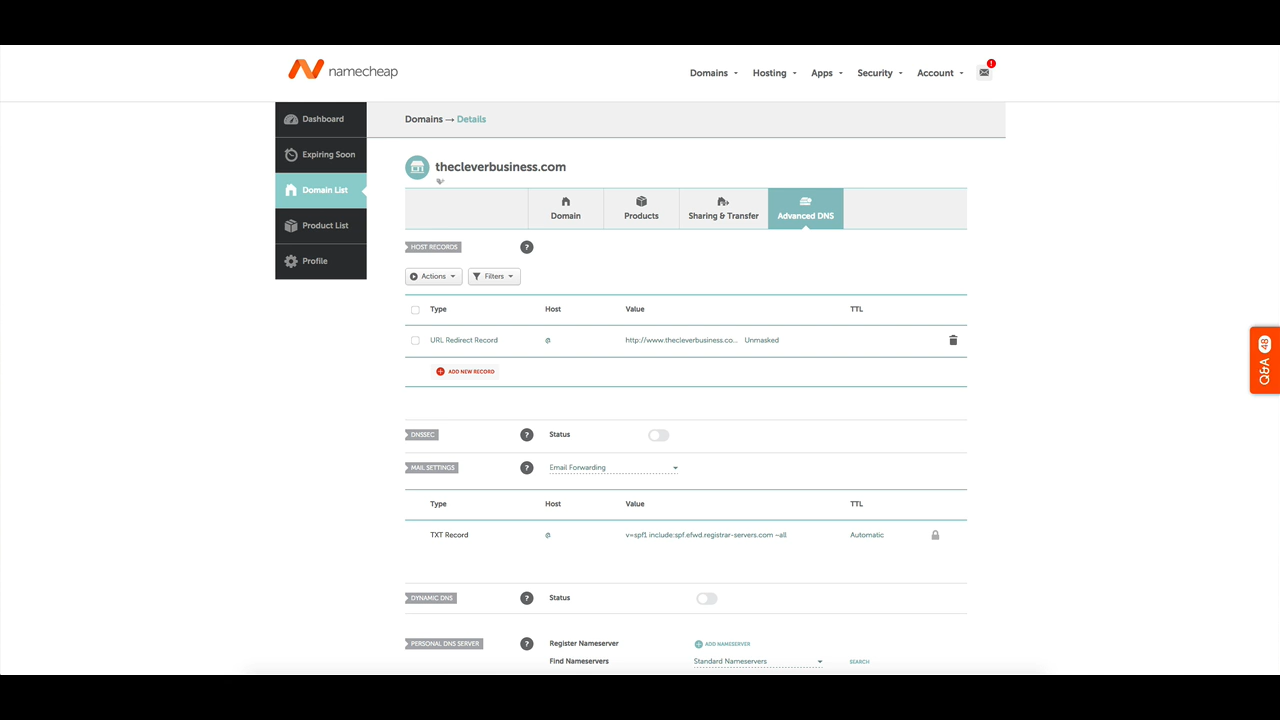 namecheap
Domains Hosting Apps Security Account !
Dashboard
Expiring Soon
Domain List
Product List
Profile
Domains → Details
thecleverbusiness.com
Domain Products Sharing & Transfer Advanced DNS
HOST RECORDS ?
Actions Filters
Type Host Value TTL
URL Redirect Record @ http://www.thecleverbusiness.co... Unmasked
ADD NEW RECORD
DNSSEC ? Status
MAIL SETTINGS ? Email Forwarding
Type Host Value TTL
TXT Record @ v=spf1 include:spf.efwd.registrar-servers.com ~all Automatic
DYNAMIC DNS ? Status
PERSONAL DNS SERVER ? Register Nameserver ADD NAMESERVER
Find Nameservers Standard Nameservers SEARCH
Q&A 48